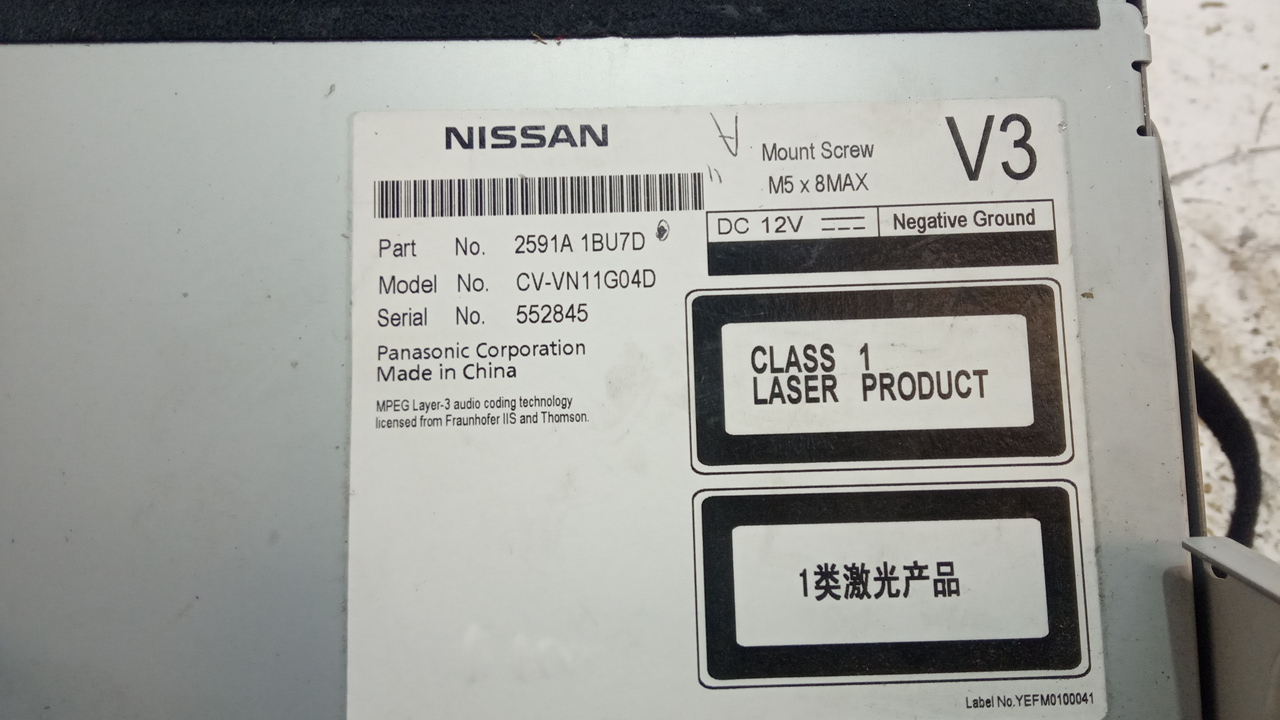 NISSAN
A
Mount Screw
M5 x 8MAX
V3
Part No. 2591A 1BU7D
Model No. CV-VN11G04D
Serial No. 552845
Panasonic Corporation
Made in China
MPEG Layer-3 audio coding technology
licensed from Fraunhofer IIS and Thomson.
DC 12V
Negative Ground
CLASS 1
LASER PRODUCT
1类激光产品
Label No.YEFM0100041